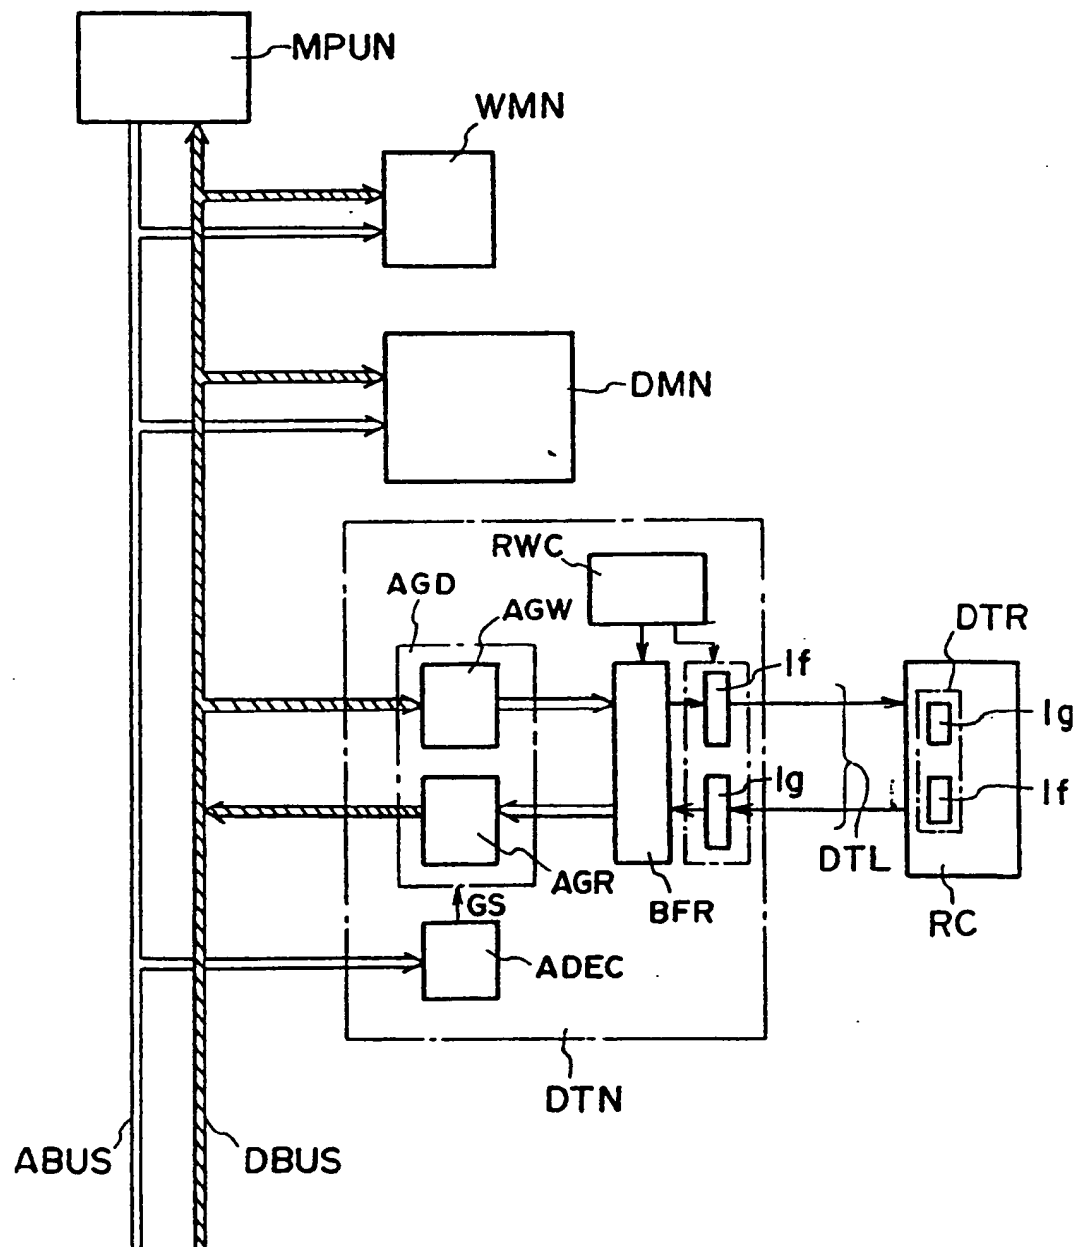 MPUN
WMN
DMN
RWC
AGD
AGW
DTR
If
Ig
Ig
If
DTL
AGR
GS
BFR
RC
ADEC
DTN
ABUS
DBUS